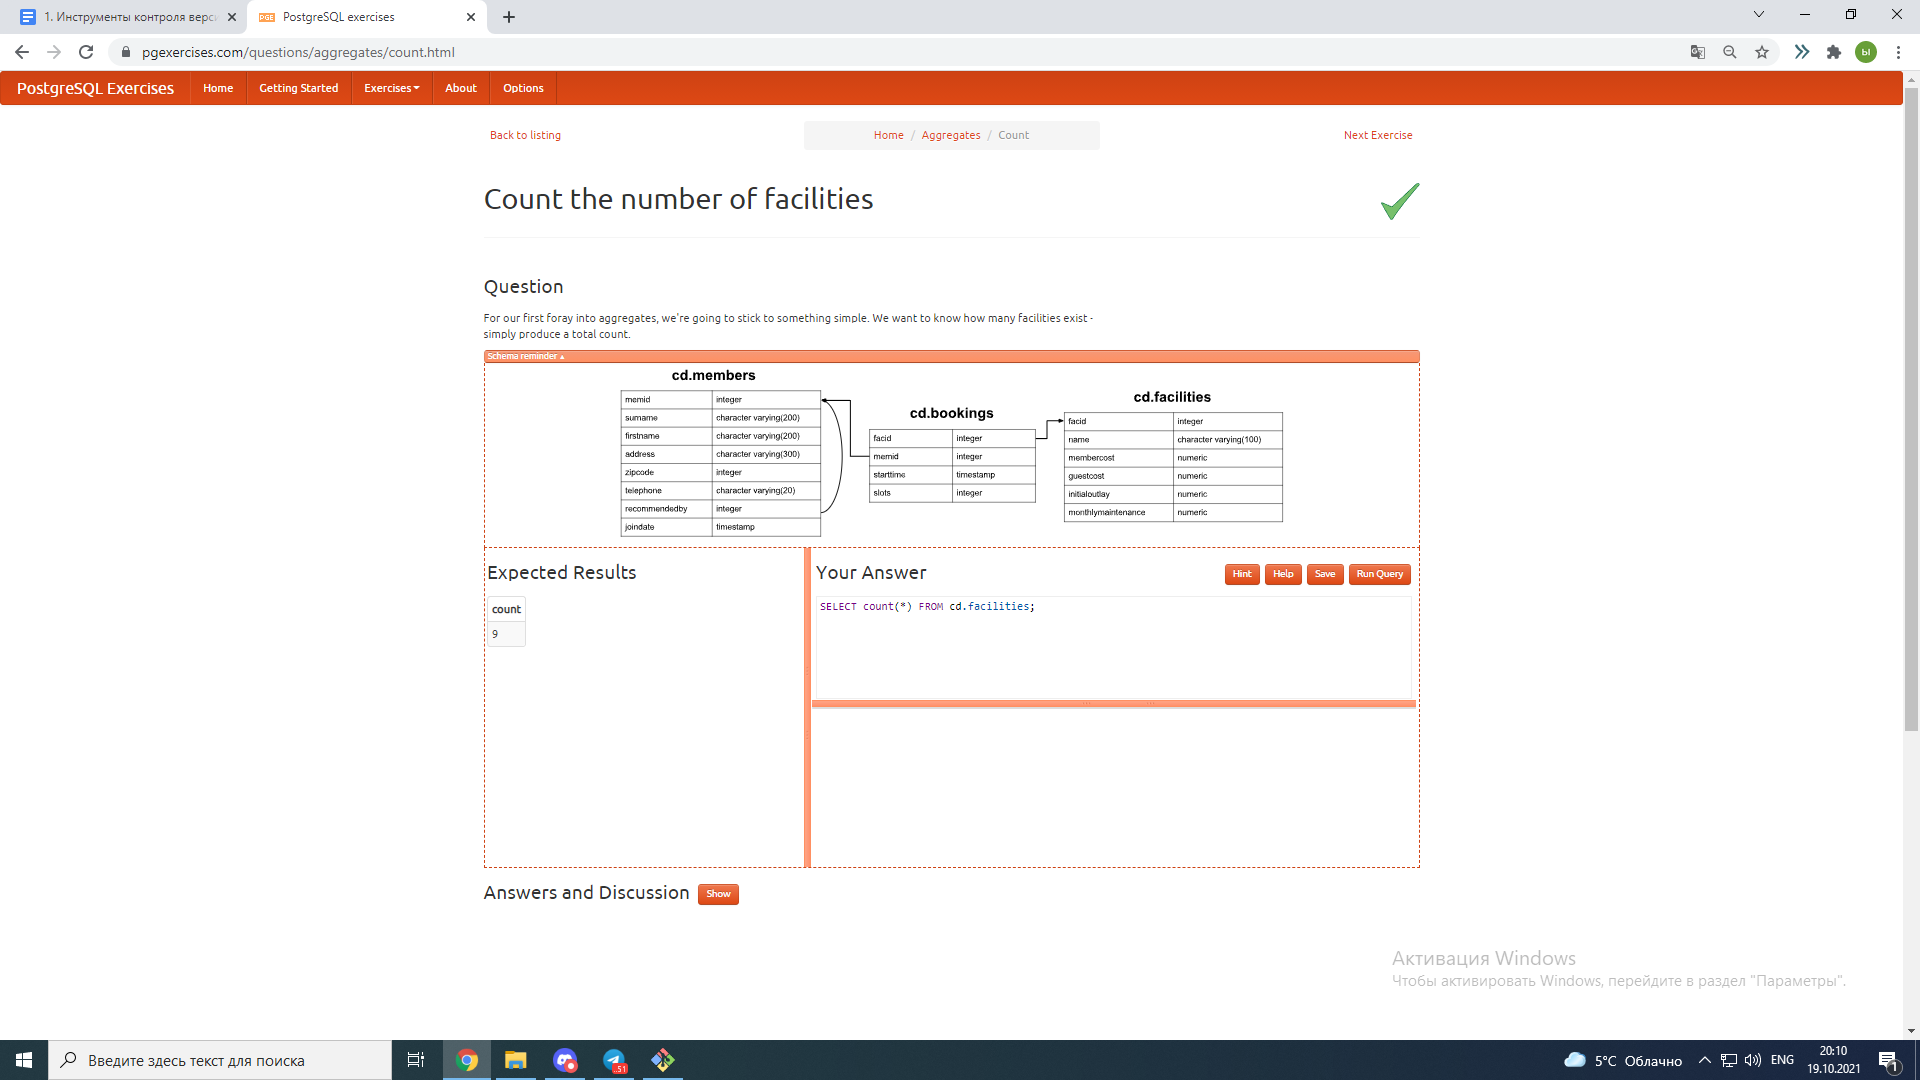 1. Инструменты контроля верси
PGE PostgreSQL exercises
pgexercises.com/questions/aggregates/count.html
Ы
PostgreSQL Exercises Home Getting Started Exercises About Options
Back to listing Home / Aggregates / Count Next Exercise
Count the number of facilities
Question
For our first foray into aggregates, we're going to stick to something simple. We want to know how many facilities exist -
simply produce a total count.
Schema reminder
cd.members
memid integer
surname character varying(200)
firstname character varying(200)
address character varying(300)
zipcode integer
telephone character varying(20)
recommendedby integer
joindate timestamp
cd.bookings
facid integer
memid integer
starttime timestamp
slots integer
cd.facilities
facid integer
name character varying(100)
membercost numeric
guestcost numeric
initialoutlay numeric
monthlymaintenance numeric
Expected Results
count
9
Your Answer
Hint Help Save Run Query
SELECT count(*) FROM cd.facilities;
Answers and Discussion Show
Активация Windows
Чтобы активировать Windows, перейдите в раздел "Параметры".
Введите здесь текст для поиска
51
5°C Облачно
ENG
20:10
19.10.2021
1